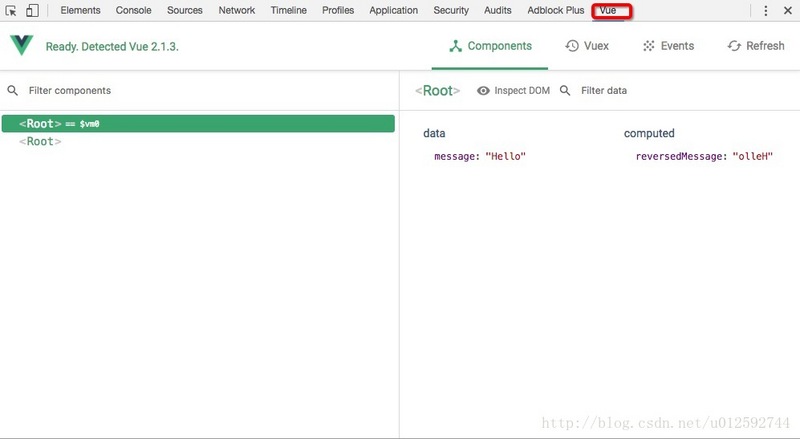 Elements Console Sources Network Timeline Profiles Application Security Audits Adblock Plus Vue
Ready. Detected Vue 2.1.3. Components Vuex Events Refresh
Filter components
<Root> == $vm0
<Root>
<Root> Inspect DOM Filter data
data
message: "Hello"
computed
reversedMessage: "olleH"
http://blog.csdn.net/u012592744